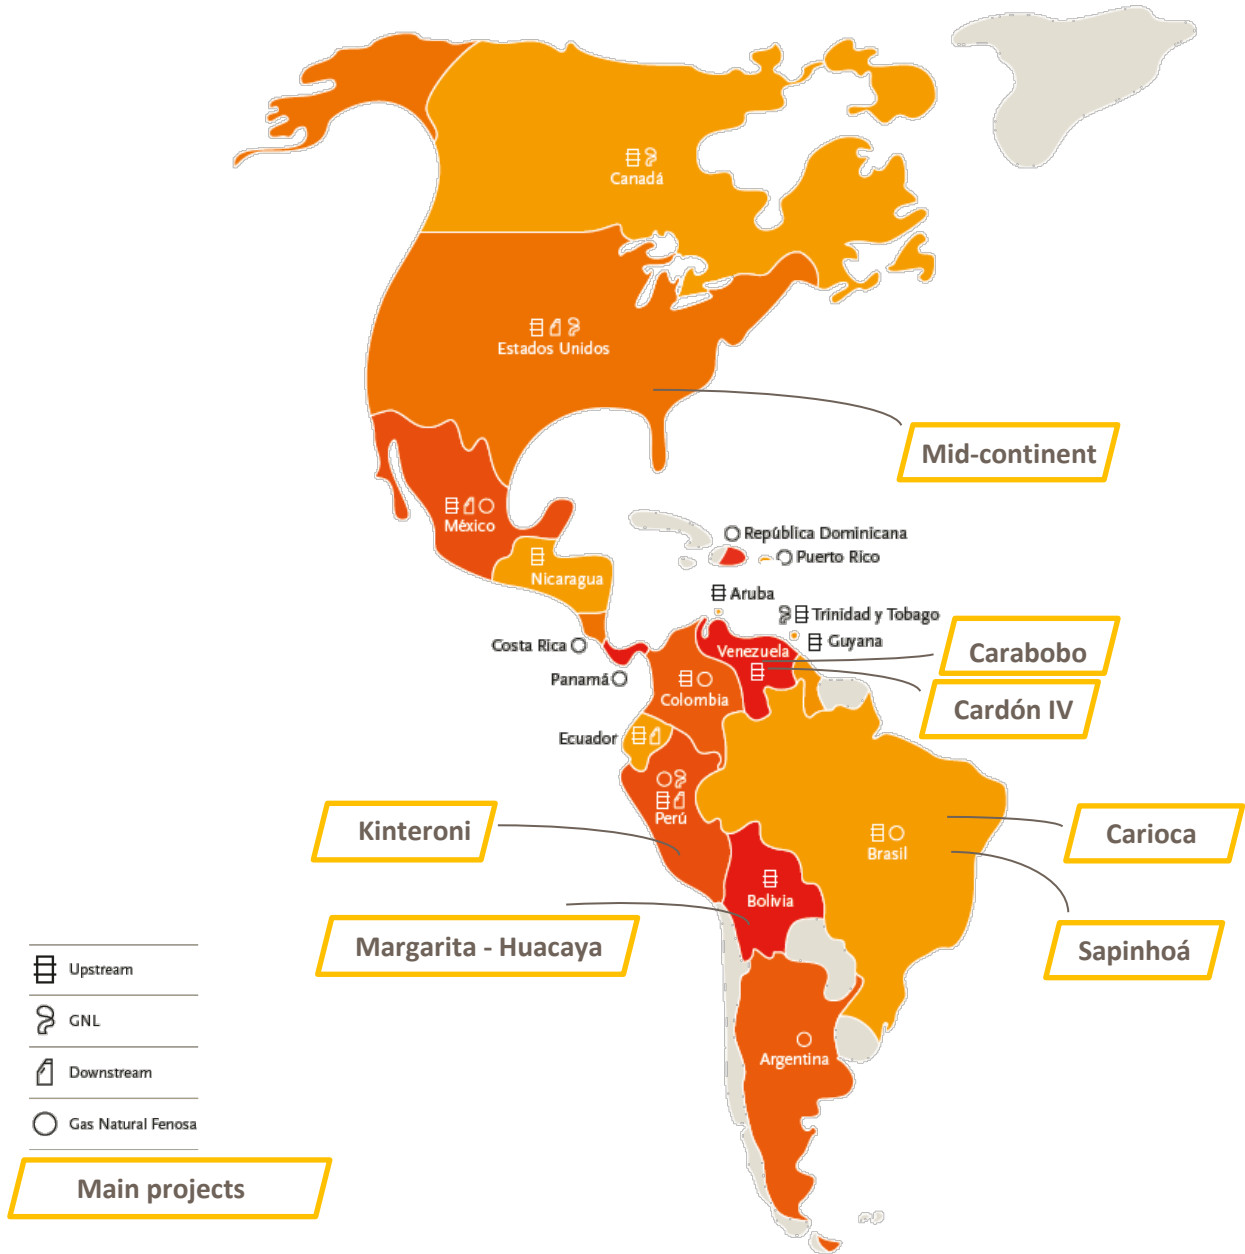 Canadá
Estados Unidos
Mid-continent
México
República Dominicana
Puerto Rico
Nicaragua
Aruba
Trinidad y Tobago
Guyana
Costa Rica
Venezuela
Carabobo
Panamá
Colombia
Cardón IV
Ecuador
Perú
Kinteroni
Carioca
Brasil
Bolivia
Margarita - Huacaya
Sapinhoá
Upstream
GNL
Argentina
Downstream
Gas Natural Fenosa
Main projects